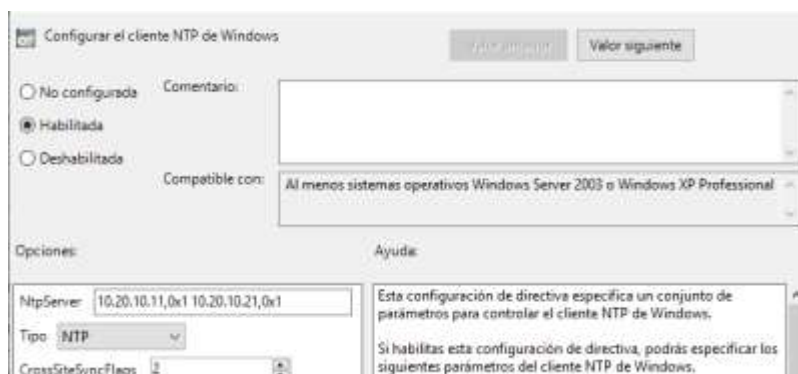 Configurar el cliente NTP de Windows
Valor anterior
Valor siguiente
No configurada
Comentario:
Habilitada
Deshabilitada
Compatible con:
Al menos sistemas operativos Windows Server 2003 o Windows XP Professional
Opciones:
Ayuda:
NtpServer 10.20.10.11,0x1 10.20.10.21,0x1
Tipo NTP
CrossSiteSyncFlags 2
Esta configuración de directiva especifica un conjunto de
parámetros para controlar el cliente NTP de Windows.
Si habilitas esta configuración de directiva, podrás especificar los
siguientes parámetros del cliente NTP de Windows.